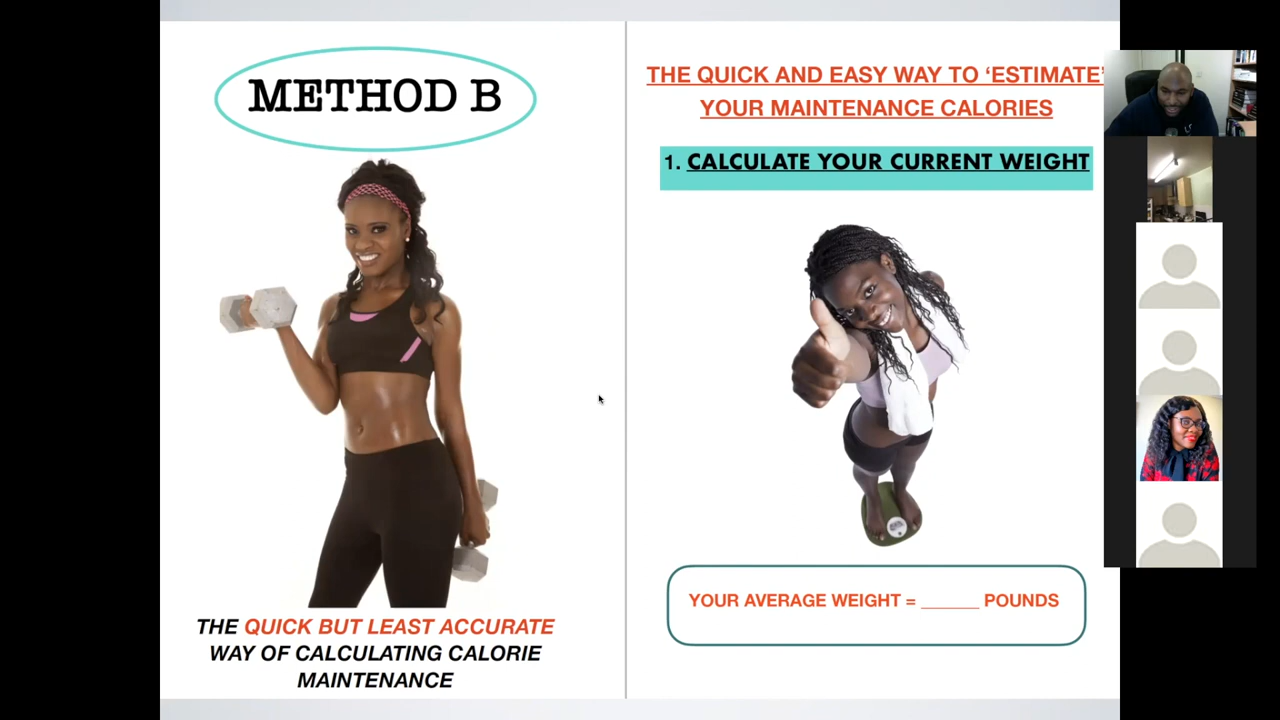 METHOD B
THE QUICK BUT LEAST ACCURATE
WAY OF CALCULATING CALORIE
MAINTENANCE
THE QUICK AND EASY WAY TO ‘ESTIMATE’
YOUR MAINTENANCE CALORIES
1. CALCULATE YOUR CURRENT WEIGHT
YOUR AVERAGE WEIGHT = ______ POUNDS